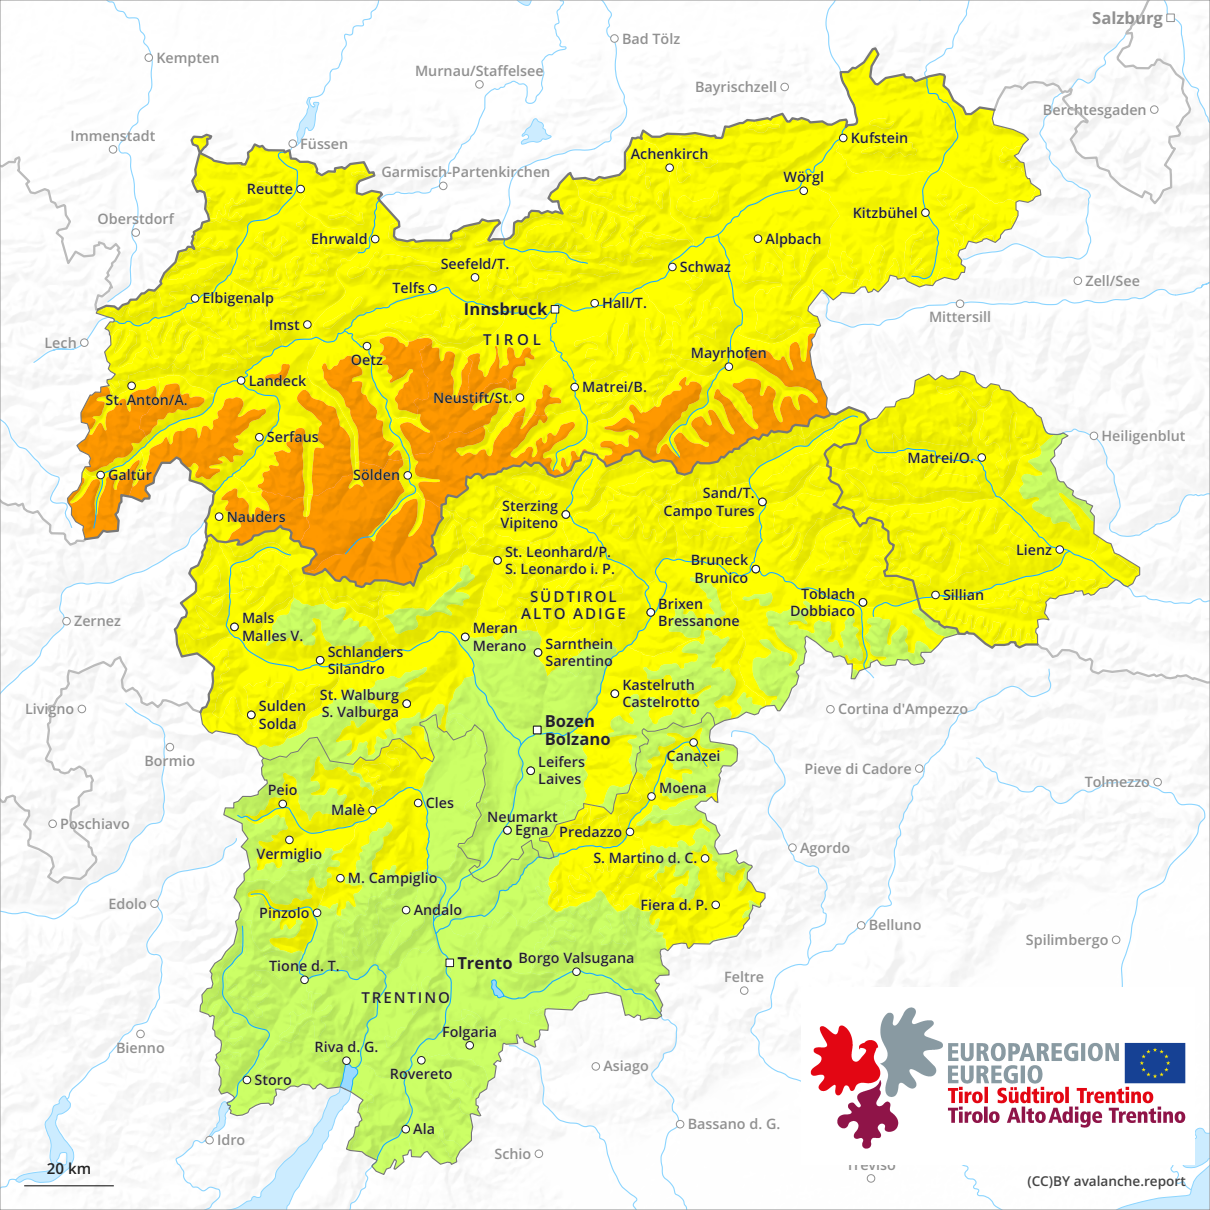 Salzburg
Bad Tölz
Kempten
Murnau/Staffelsee
Bayrischzell
Berchtesgaden
Immenstadt
Füssen
Kufstein
Achenkirch
Garmisch-Partenkirchen
Wörgl
Reutte
Oberstdorf
Kitzbühel
Ehrwald
Alpbach
Seefeld/T.
Schwaz
Zell/See
Telfs
Elbigenalp
Hall/T.
Innsbruck
Mittersill
Imst
TIROL
Lech
Oetz
Mayrhofen
Landeck
Matrei/B.
St. Anton/A.
Neustift/St.
Serfaus
Heiligenblut
Matrei/O.
Galtür
Sölden
Sand/T.
Campo Tures
Sterzing
Vipiteno
Nauders
Lienz
St. Leonhard/P.
S. Leonardo i. P.
Bruneck
Brunico
SÜDTIROL
ALTO ADIGE
Toblach
Dobbiaco
Sillian
Brixen
Bressanone
Zernez
Mals
Malles V.
Meran
Merano
Sarnthein
Sarentino
Schlanders
Silandro
Kastelruth
Castelrotto
St. Walburg
S. Valburga
Livigno
Sulden
Solda
Cortina d'Ampezzo
Bozen
Bolzano
Bormio
Canazei
Leifers
Laives
Pieve di Cadore
Tolmezzo
Peio
Moena
Malè
Cles
Neumarkt
Egna
Poschiavo
Predazzo
Vermiglio
S. Martino d. C.
Agordo
M. Campiglio
Edolo
Pinzolo
Andalo
Fiera d. P.
Belluno
Spilimbergo
Tione d. T.
Trento
Borgo Valsugana
Feltre
TRENTINO
Folgaria
Bienno
Riva d. G.
Rovereto
Asiago
Storo
EUROPAREGION
EUREGIO
Tirol Südtirol Trentino
Tirolo Alto Adige Trentino
Ala
Bassano d. G.
Idro
Schio
Treviso
20 km
(CC)BY avalanche.report